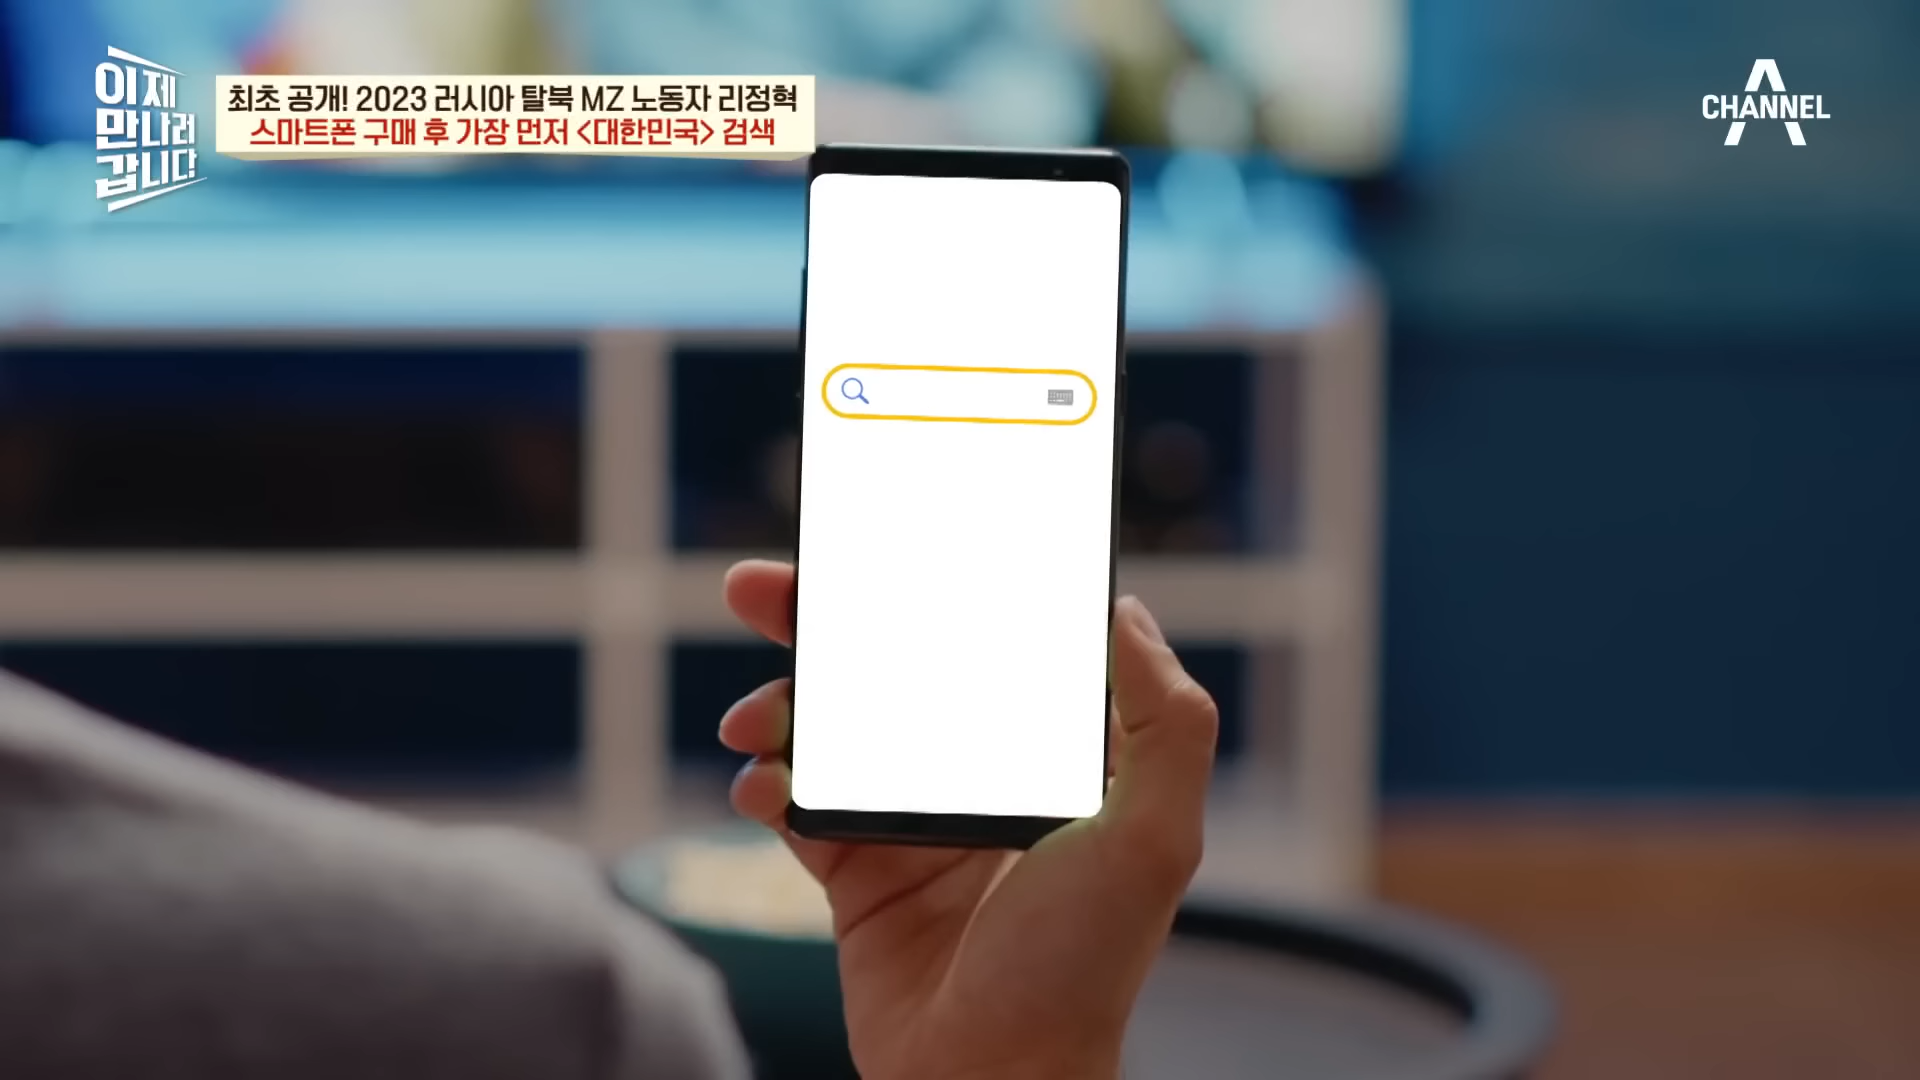 이제
만나러
갑니다!
최초 공개! 2023 러시아 탈북 MZ 노동자 리정혁
스마트폰 구매 후 가장 먼저 <대한민국> 검색
CHANNEL A